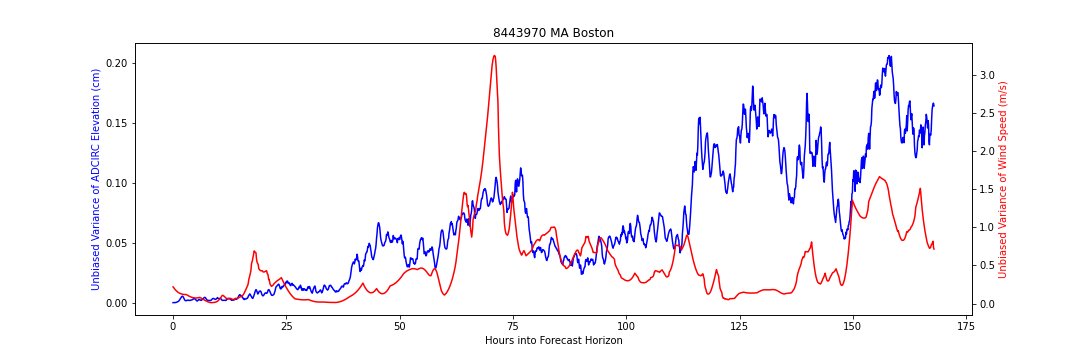 8443970 MA Boston
Unbiased Variance of ADCIRC Elevation (cm)
0.20
0.15
0.10
0.05
0.00
3.0
2.5
2.0
1.5
1.0
0.5
0.0
Unbiased Variance of Wind Speed (m/s)
0 25 50 75 100 125 150 175
Hours into Forecast Horizon